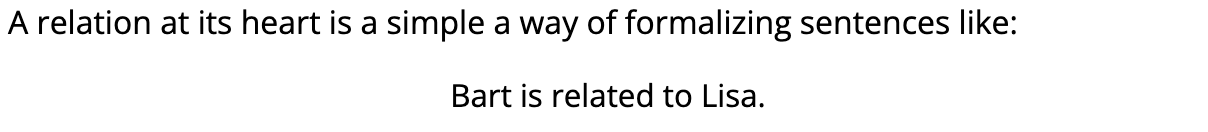 A relation at its heart is a simple a way of formalizing sentences like:
Bart is related to Lisa.